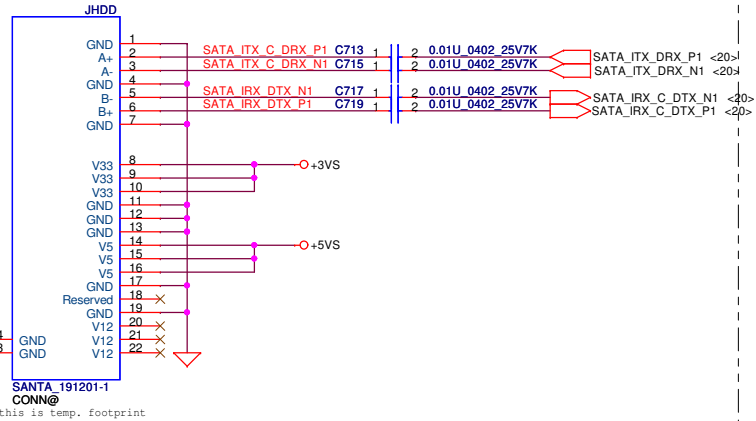 JHDD
GND 1
A+ 2 SATA_ITX_C_DRX_P1 C713 1 2 0.01U_0402_25V7K SATA_ITX_DRX_P1 <20>
A- 3 SATA_ITX_C_DRX_N1 C715 1 2 0.01U_0402_25V7K SATA_ITX_DRX_N1 <20>
GND 4
B- 5 SATA_IRX_DTX_N1 C717 1 2 0.01U_0402_25V7K SATA_IRX_C_DTX_N1 <20>
B+ 6 SATA_IRX_DTX_P1 C719 1 2 0.01U_0402_25V7K SATA_IRX_C_DTX_P1 <20>
GND 7
V33 8 +3VS
V33 9
V33 10
GND 11
GND 12
GND 13
V5 14 +5VS
V5 15
V5 16
GND 17
Reserved 18
GND 19
V12 20
GND V12 21
GND V12 22
SANTA_191201-1
CONN@
this is temp. footprint